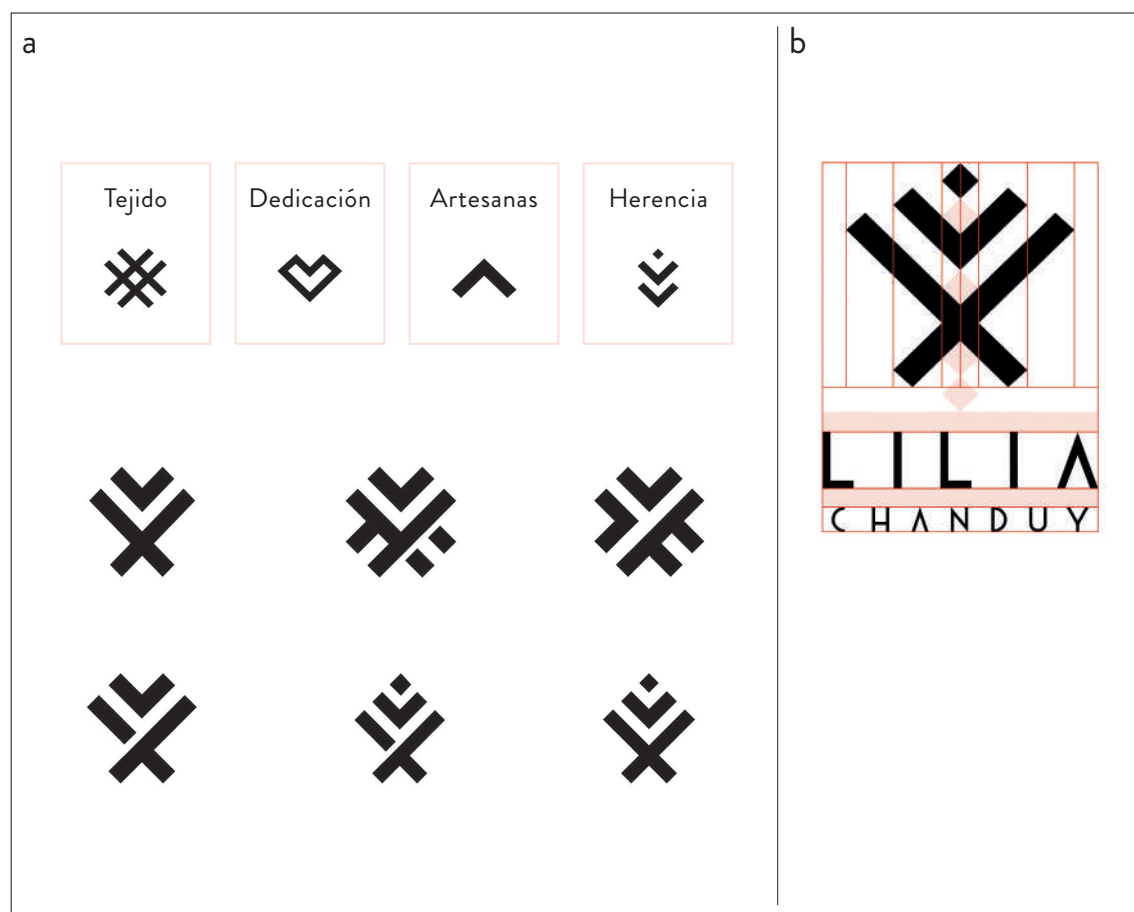 a
b
Tejido
Dedicación
Artesanas
Herencia
LILIA
CHANDUY